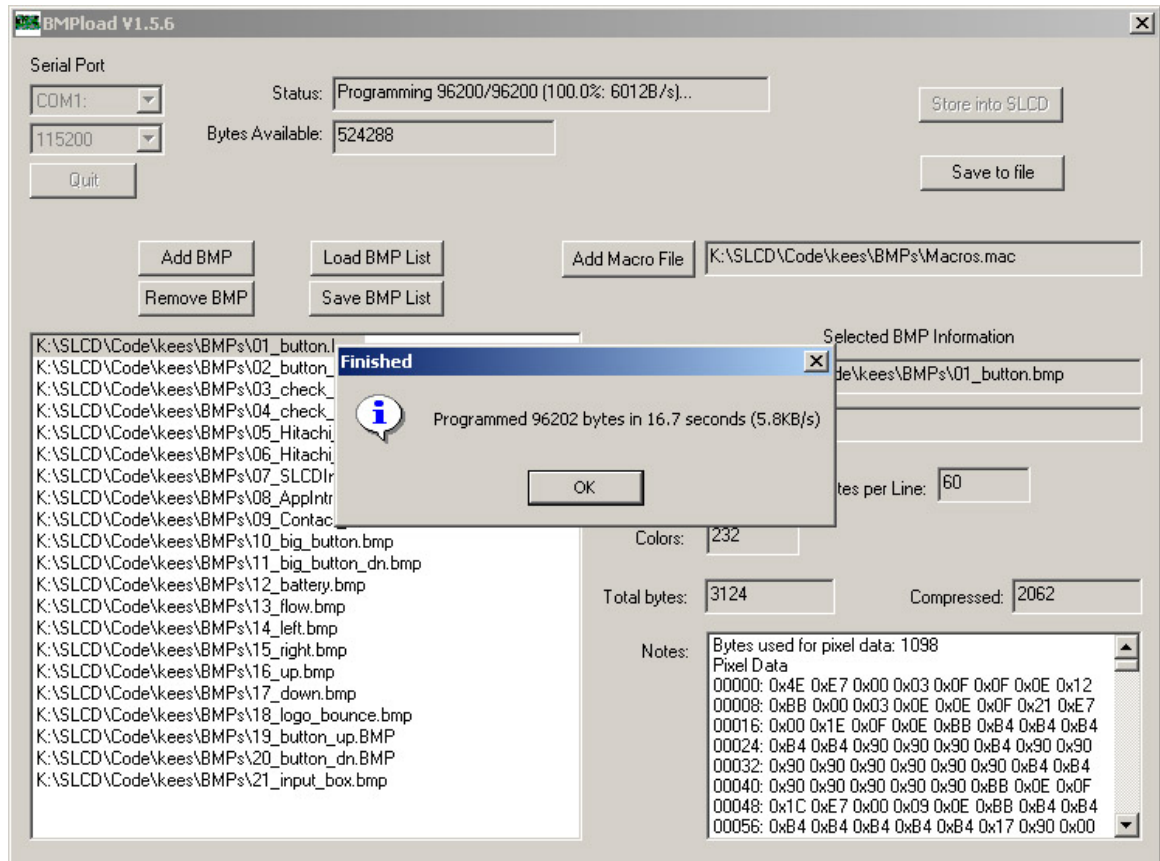 BMPload V1.5.6
Serial Port
COM1:
115200
Quit
Status: Programming 96200/96200 (100.0%: 6012B/s)...
Bytes Available: 524288
Store into SLCD
Save to file
Add BMP
Load BMP List
Add Macro File K:\SLCD\Code\kees\BMPs\Macros.mac
Remove BMP
Save BMP List
K:\SLCD\Code\kees\BMPs\01_button.
K:\SLCD\Code\kees\BMPs\02_button_
K:\SLCD\Code\kees\BMPs\03_check_
K:\SLCD\Code\kees\BMPs\04_check_
K:\SLCD\Code\kees\BMPs\05_Hitachi_
K:\SLCD\Code\kees\BMPs\06_Hitachi_
K:\SLCD\Code\kees\BMPs\07_SLCDIr
K:\SLCD\Code\kees\BMPs\08_AppIntr
K:\SLCD\Code\kees\BMPs\09_Contac
K:\SLCD\Code\kees\BMPs\10_big_button.bmp
K:\SLCD\Code\kees\BMPs\11_big_button_dn.bmp
K:\SLCD\Code\kees\BMPs\12_battery.bmp
K:\SLCD\Code\kees\BMPs\13_flow.bmp
K:\SLCD\Code\kees\BMPs\14_left.bmp
K:\SLCD\Code\kees\BMPs\15_right.bmp
K:\SLCD\Code\kees\BMPs\16_up.bmp
K:\SLCD\Code\kees\BMPs\17_down.bmp
K:\SLCD\Code\kees\BMPs\18_logo_bounce.bmp
K:\SLCD\Code\kees\BMPs\19_button_up.BMP
K:\SLCD\Code\kees\BMPs\20_button_dn.BMP
K:\SLCD\Code\kees\BMPs\21_input_box.bmp
Finished
Programmed 96202 bytes in 16.7 seconds (5.8KB/s)
OK
Selected BMP Information
de\kees\BMPs\01_button.bmp
tes per Line: 60
Colors: 232
Total bytes: 3124
Compressed: 2062
Notes:
Bytes used for pixel data: 1098
Pixel Data
00000: 0x4E 0xE7 0x00 0x03 0x0F 0x0F 0x0E 0x12
00008: 0xBB 0x00 0x03 0x0E 0x0E 0x0F 0x21 0xE7
00016: 0x00 0x1E 0x0F 0x0E 0xBB 0xB4 0xB4 0xB4
00024: 0xB4 0xB4 0x90 0x90 0x90 0xB4 0x90 0x90
00032: 0x90 0x90 0x90 0x90 0x90 0x90 0xB4 0xB4
00040: 0x90 0x90 0x90 0x90 0x90 0xBB 0x0E 0x0F
00048: 0x1C 0xE7 0x00 0x09 0x0E 0xBB 0xB4 0xB4
00056: 0xB4 0xB4 0xB4 0xB4 0xB4 0x17 0x90 0x00